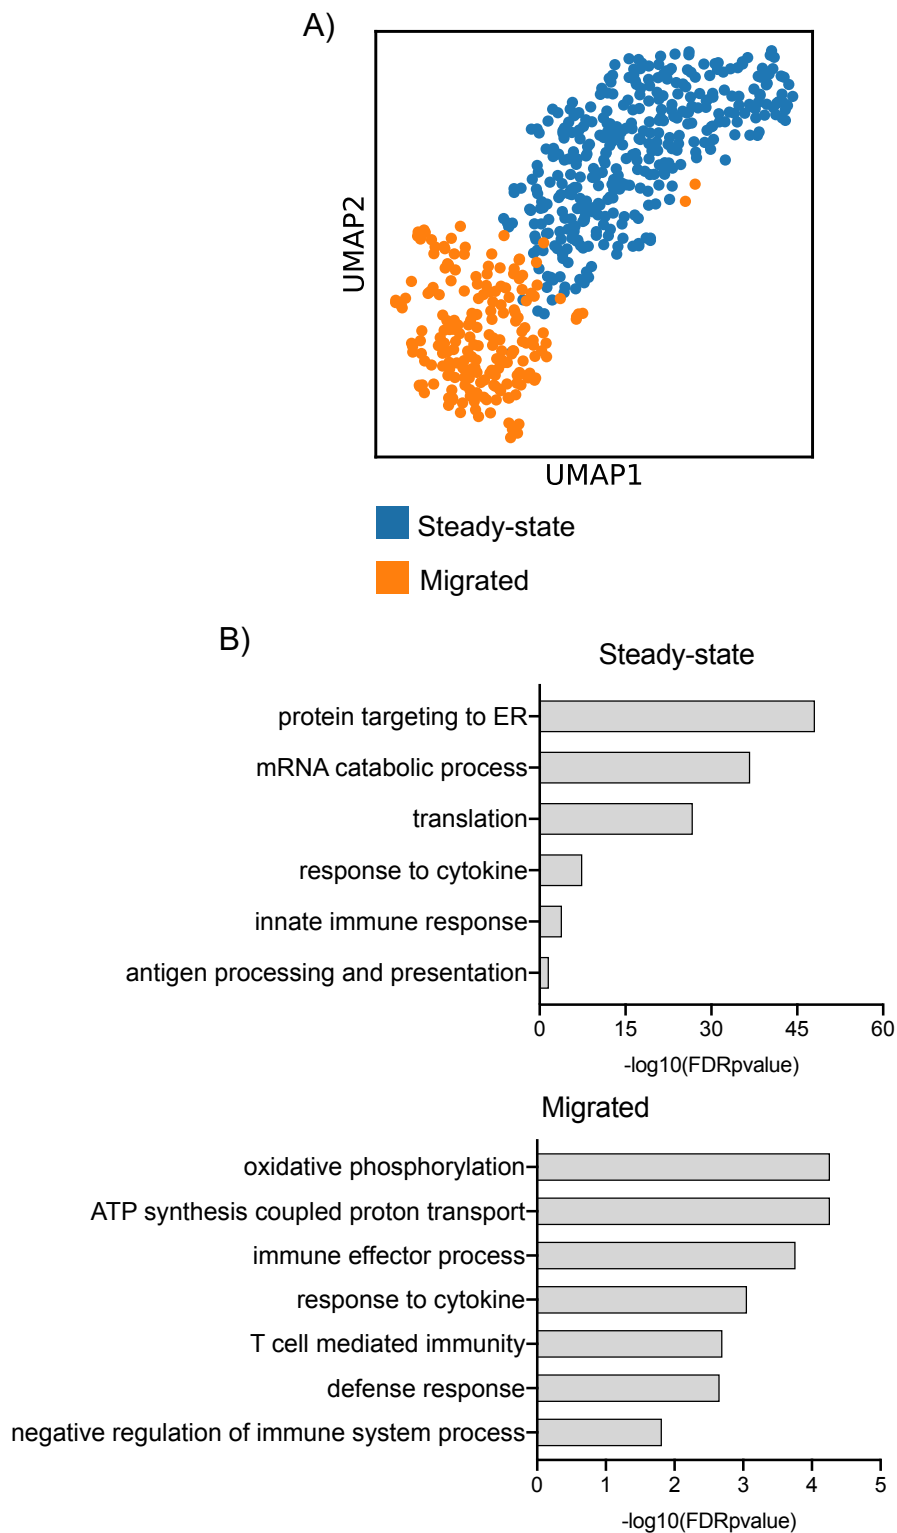 A)
UMAP2
UMAP1
Steady-state
Migrated
B)
Steady-state
protein targeting to ER
mRNA catabolic process
translation
response to cytokine
innate immune response
antigen processing and presentation
0 15 30 45 60
-log10(FDRpvalue)
Migrated
oxidative phosphorylation
ATP synthesis coupled proton transport
immune effector process
response to cytokine
T cell mediated immunity
defense response
negative regulation of immune system process
0 1 2 3 4 5
-log10(FDRpvalue)